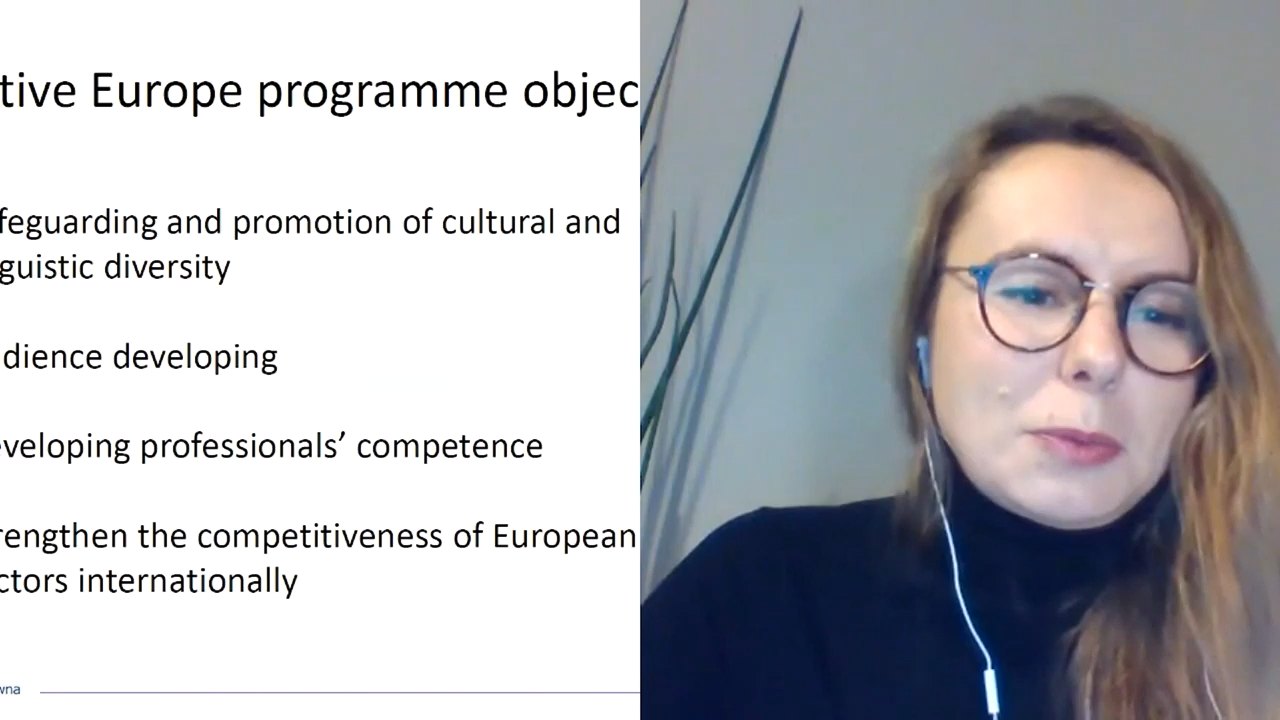 tive Europe programme objec
feguarding and promotion of cultural and
guistic diversity
dience developing
veloping professionals' competence
rengthen the competitiveness of European
ctors internationally
wna